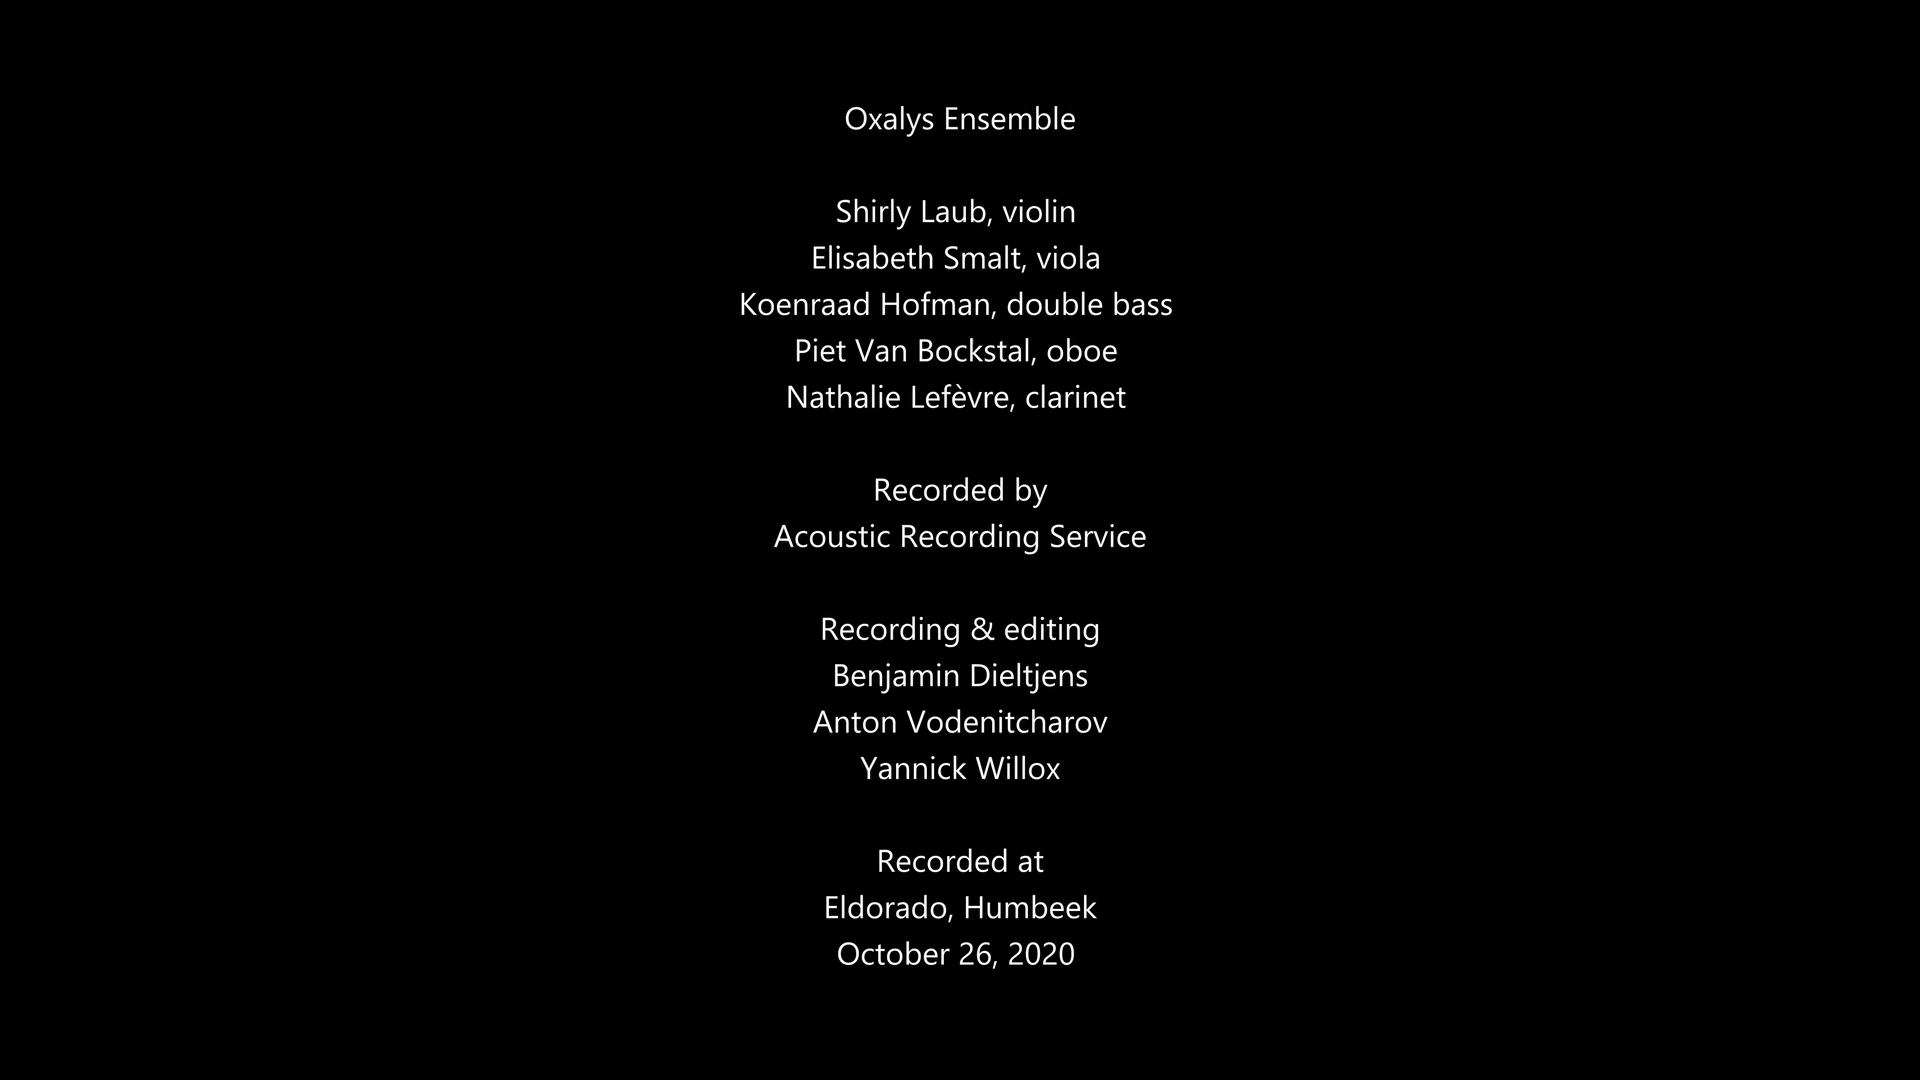 Oxalys Ensemble
Shirly Laub, violin
Elisabeth Smalt, viola
Koenraad Hofman, double bass
Piet Van Bockstal, oboe
Nathalie Lefèvre, clarinet
Recorded by
Acoustic Recording Service
Recording & editing
Benjamin Dieltjens
Anton Vodenitcharov
Yannick Willox
Recorded at
Eldorado, Humbeek
October 26, 2020